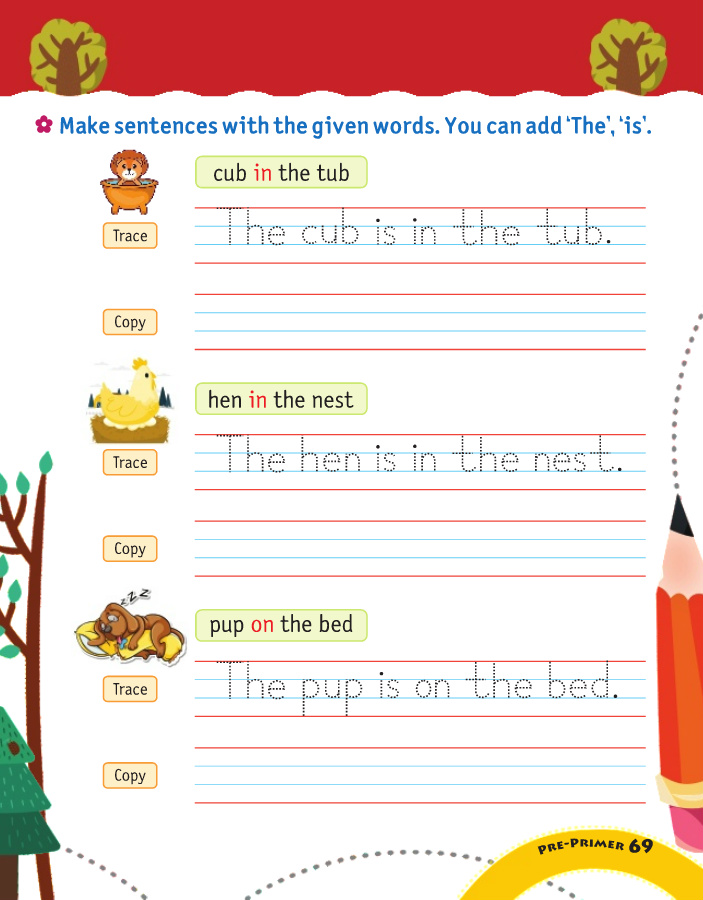 Make sentences with the given words. You can add ‘The’, ‘is’.
cub in the tub
Trace
The cub is in the tub.
Copy
hen in the nest
Trace
The hen is in the nest.
Copy
zzz
pup on the bed
Trace
The pup is on the bed.
Copy
PRE-PRIMER 69